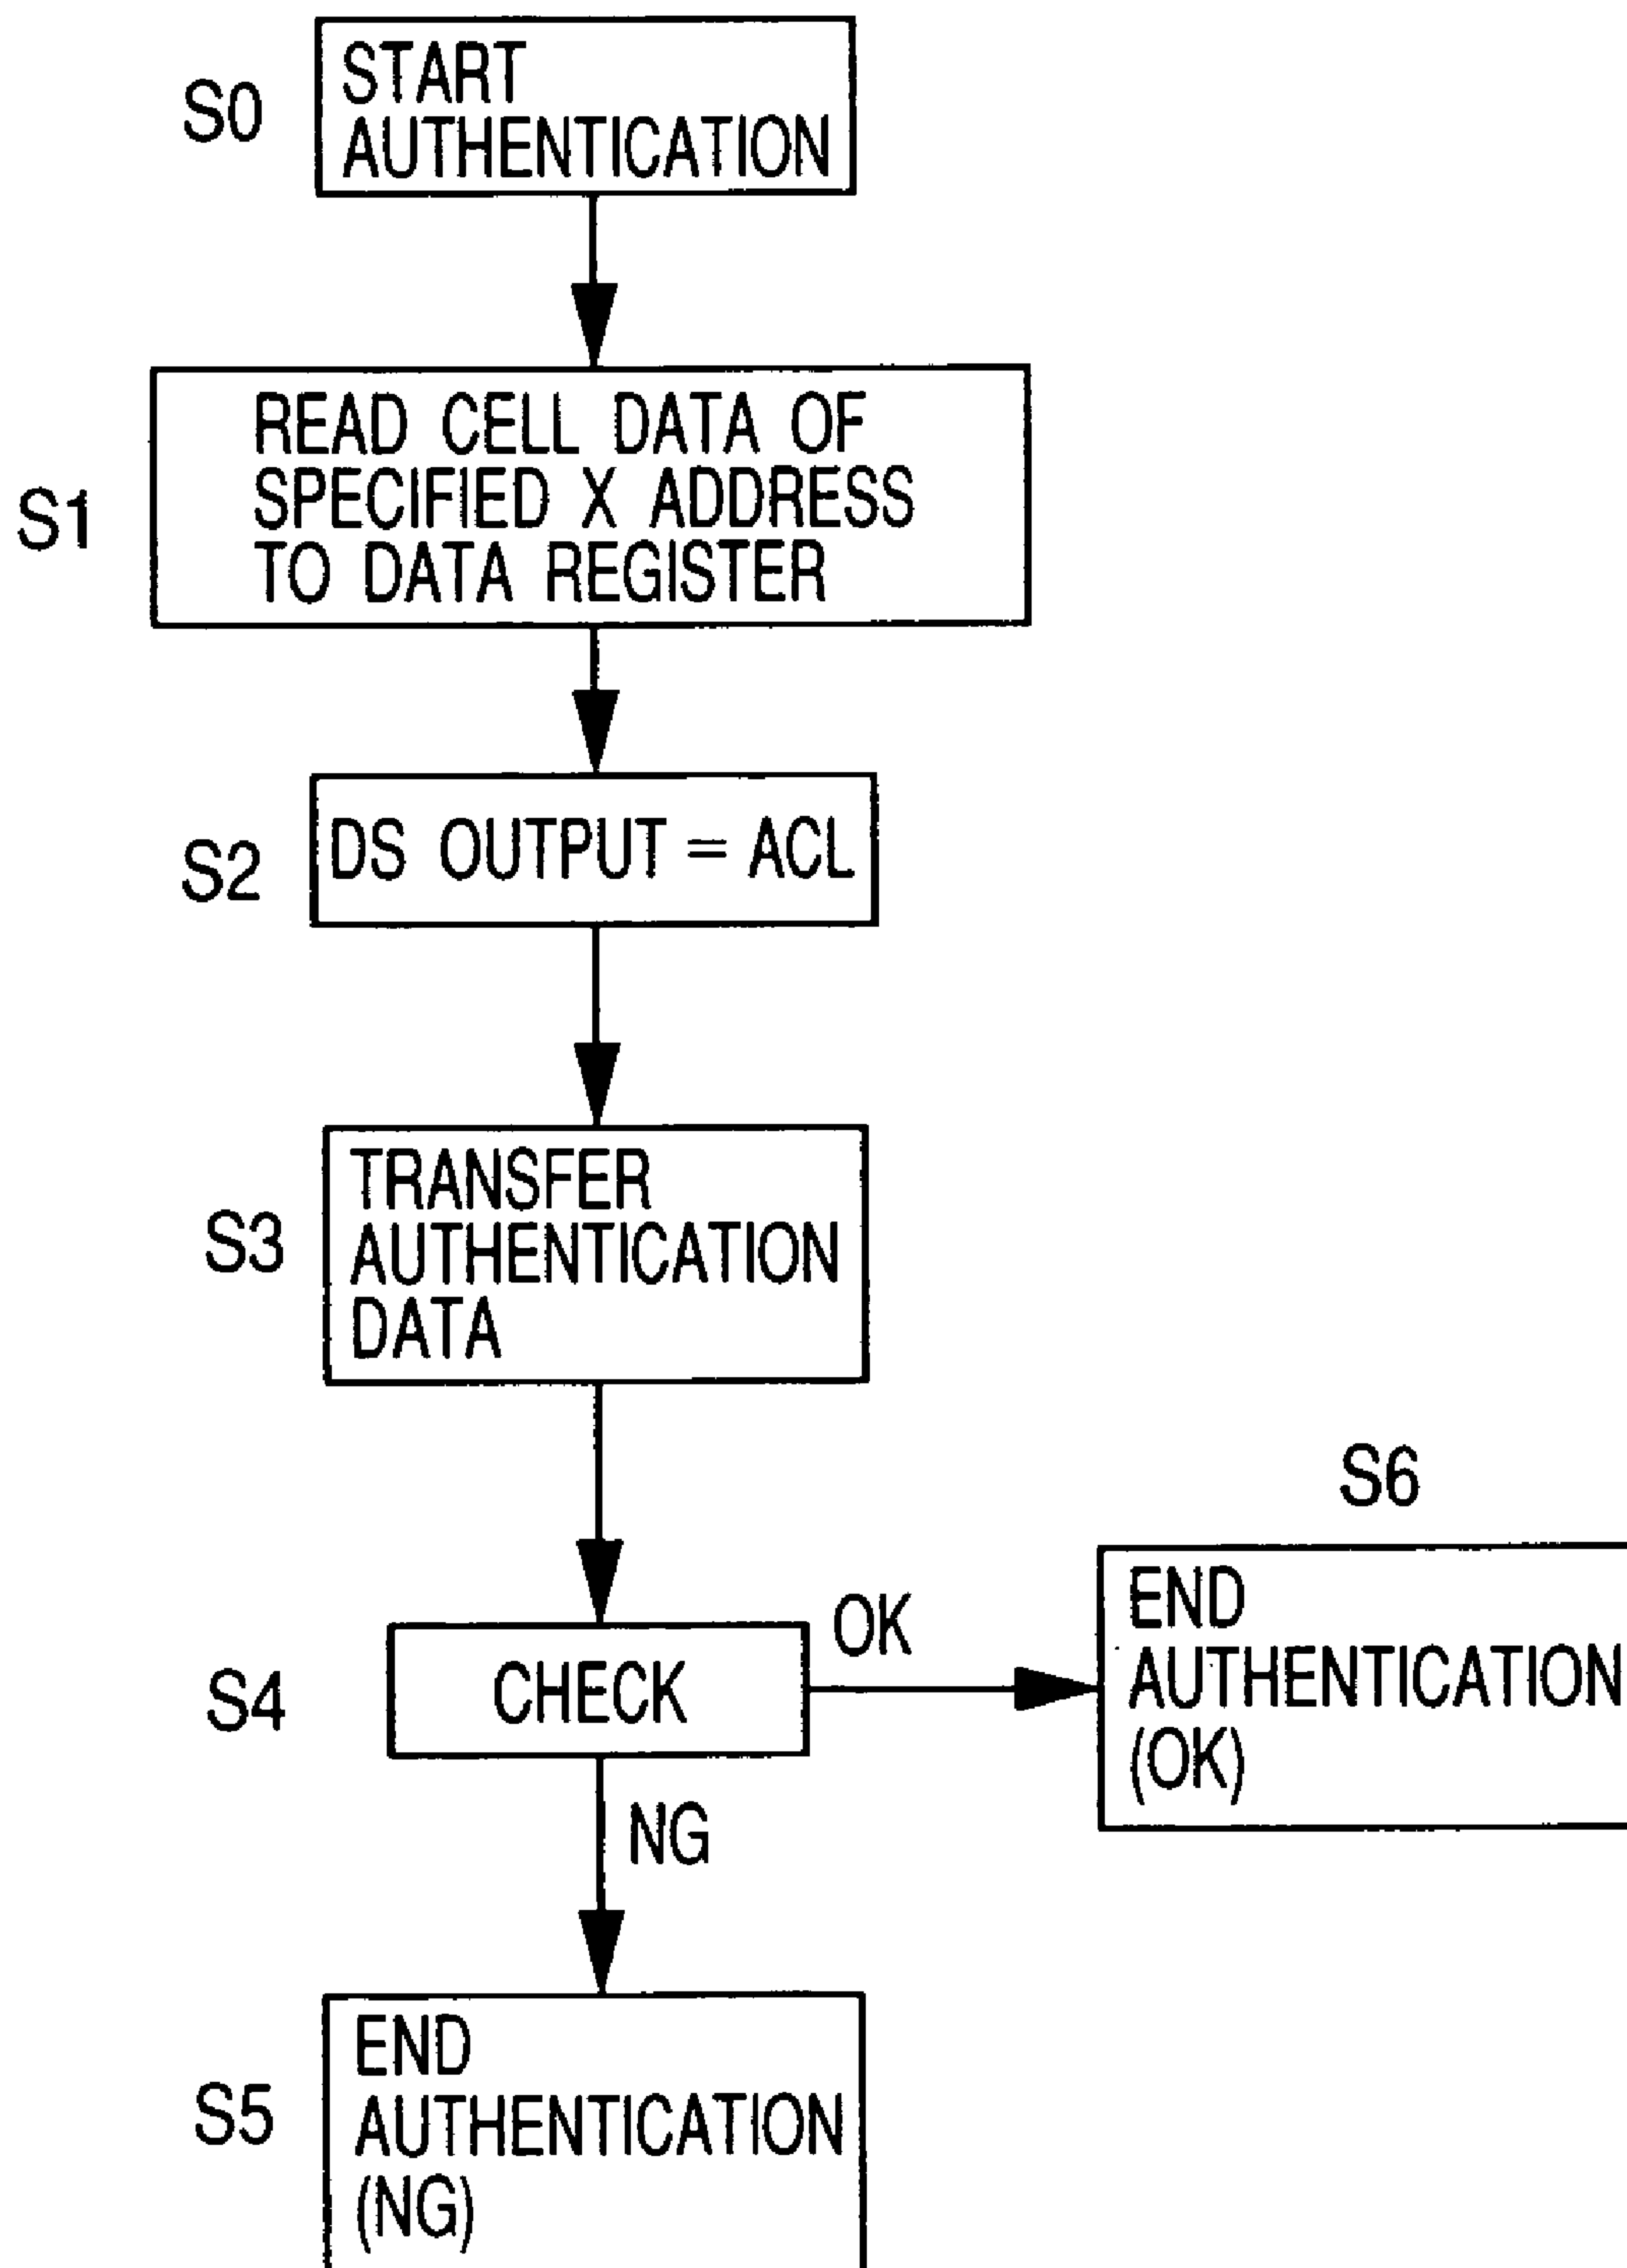 S0
START
AUTHENTICATION
S1
READ CELL DATA OF
SPECIFIED X ADDRESS
TO DATA REGISTER
S2
DS OUTPUT = ACL
S3
TRANSFER
AUTHENTICATION
DATA
S4
CHECK
OK
S6
END
AUTHENTICATION
(OK)
NG
S5
END
AUTHENTICATION
(NG)